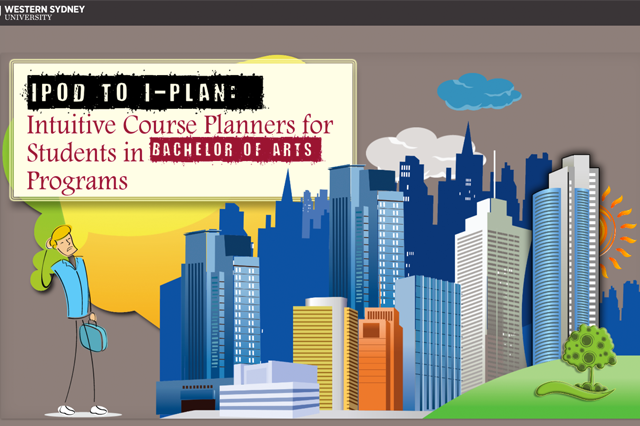 WESTERN SYDNEY
UNIVERSITY
IPOD TO I-PLAN:
Intuitive Course Planners for
Students in BACHELOR OF ARTS
Programs